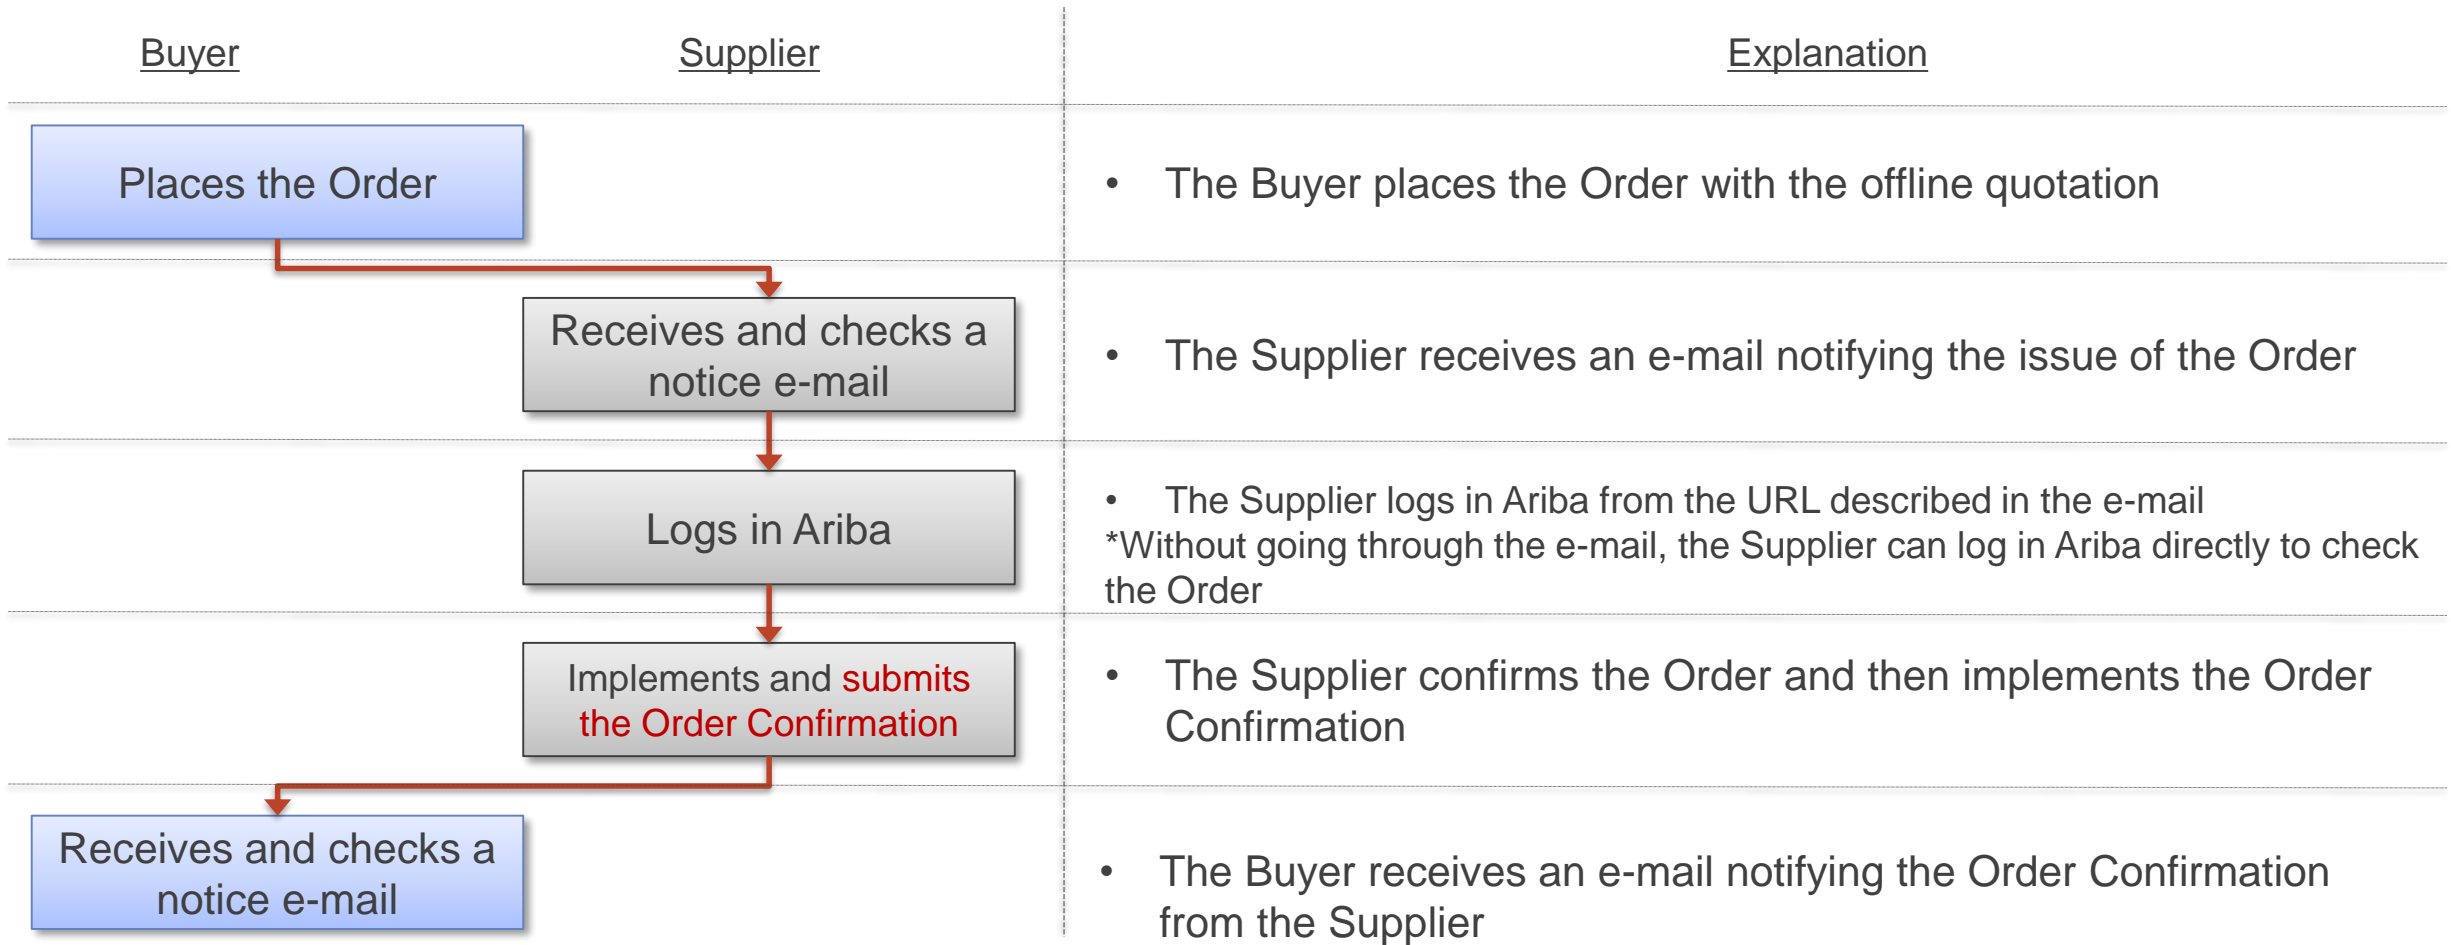 Buyer
Supplier
Explanation
Places the Order
• The Buyer places the Order with the offline quotation
Receives and checks a
notice e-mail
• The Supplier receives an e-mail notifying the issue of the Order
Logs in Ariba
• The Supplier logs in Ariba from the URL described in the e-mail
*Without going through the e-mail, the Supplier can log in Ariba directly to check
the Order
Implements and submits
the Order Confirmation
• The Supplier confirms the Order and then implements the Order
Confirmation
Receives and checks a
notice e-mail
• The Buyer receives an e-mail notifying the Order Confirmation
from the Supplier